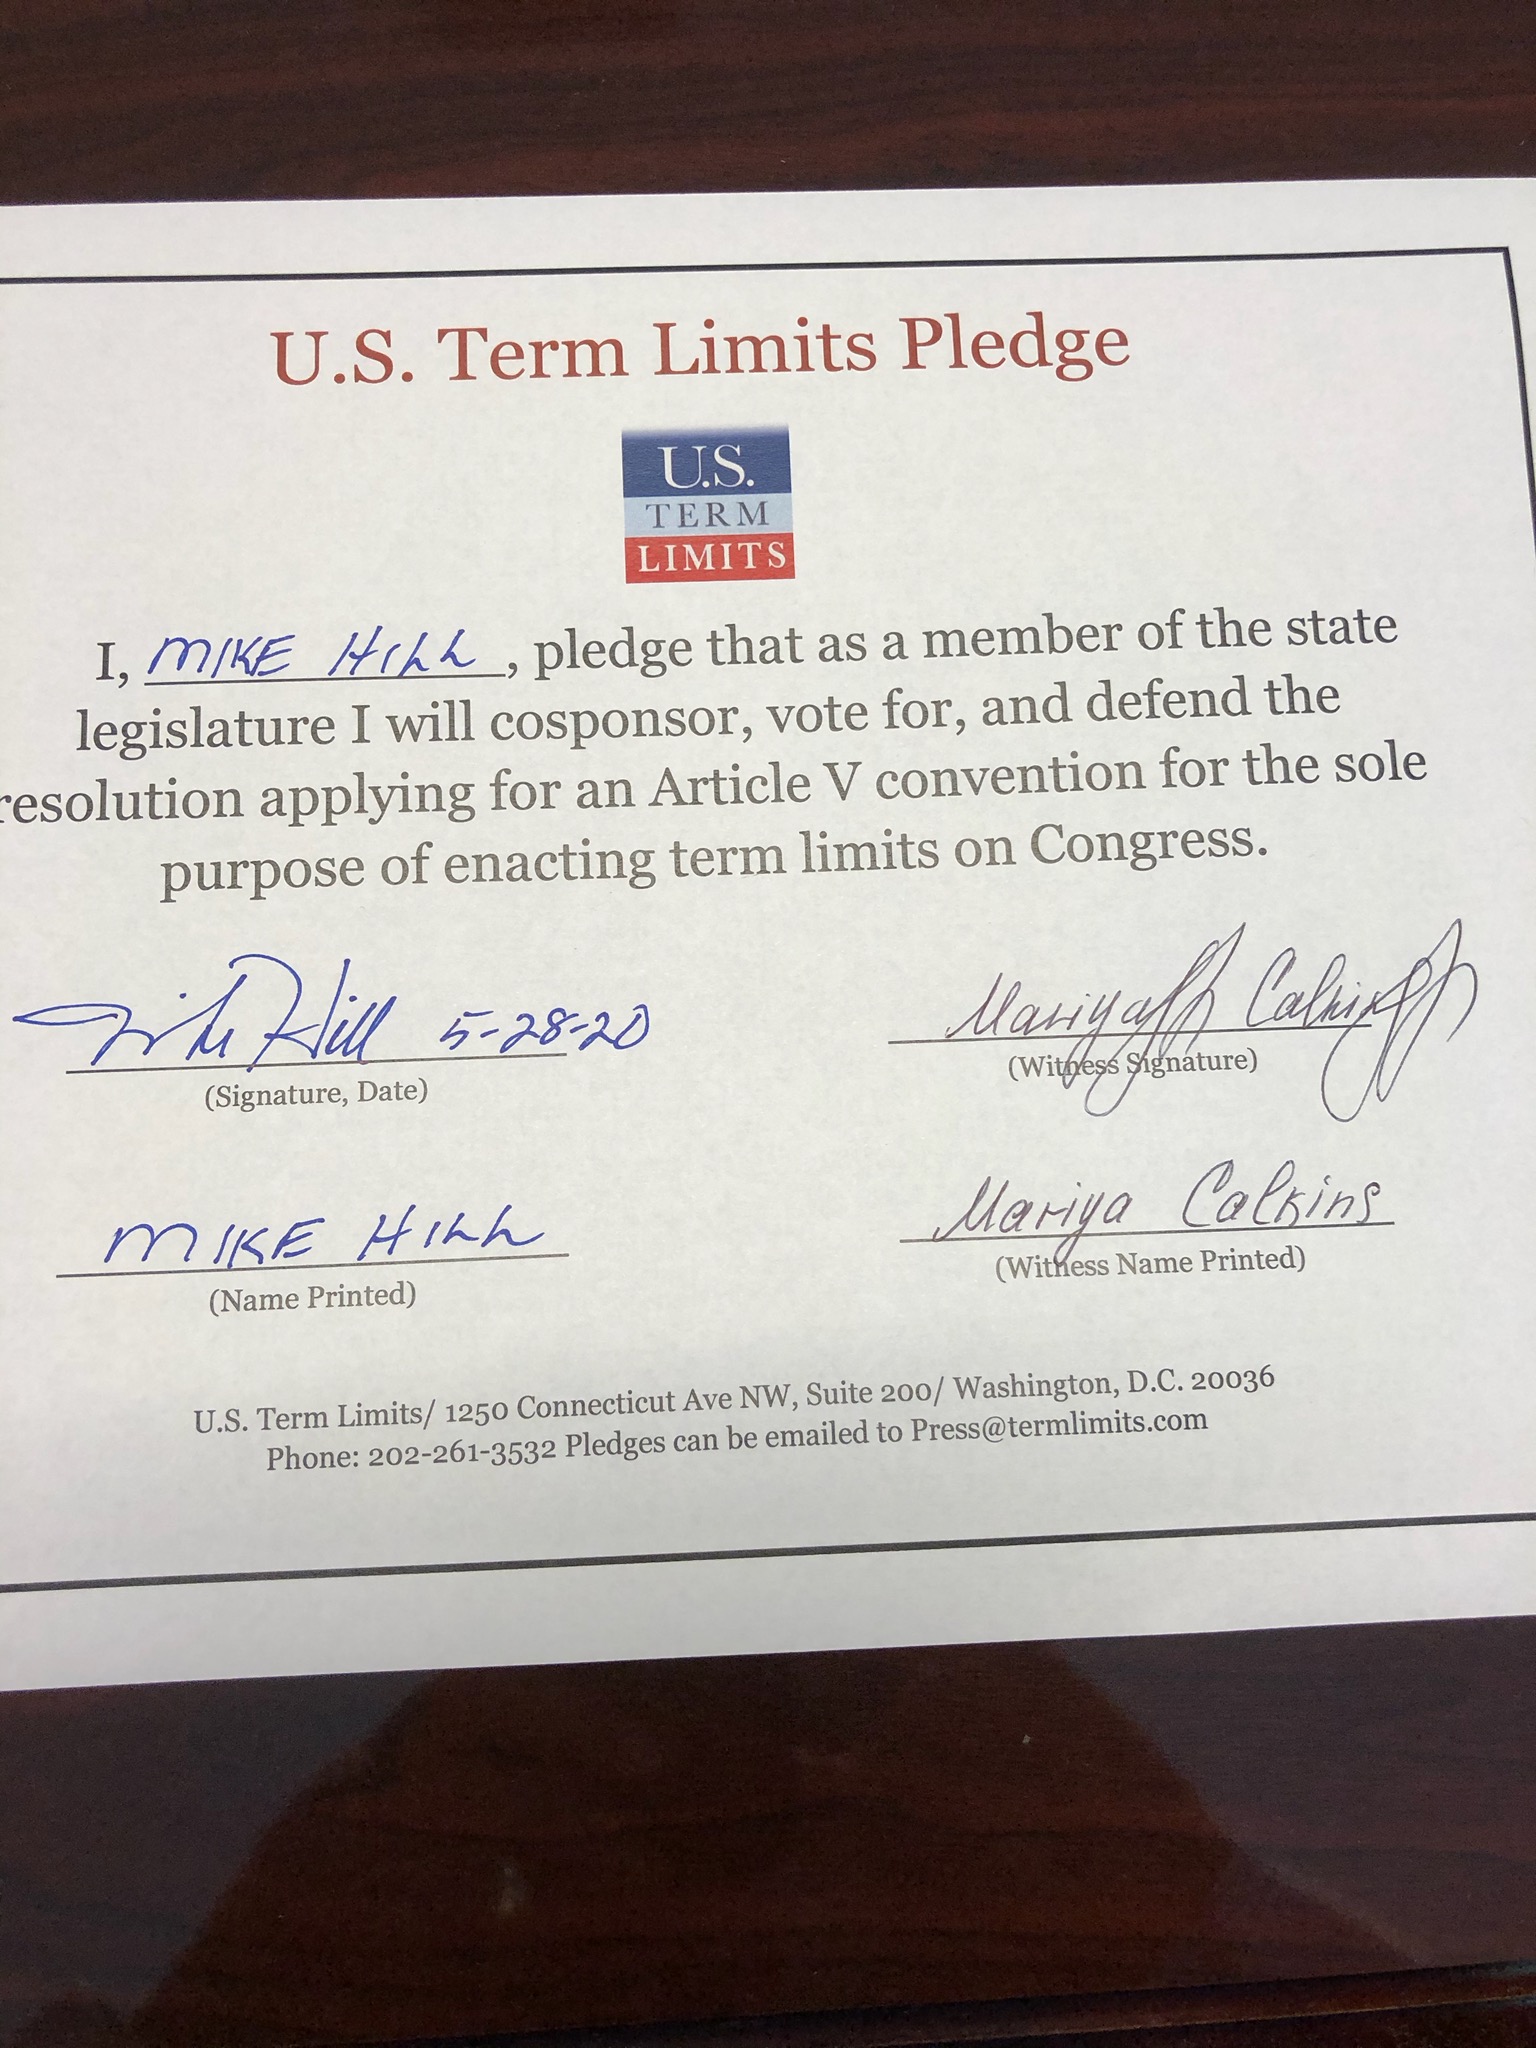 U.S. Term Limits Pledge
U.S.
TERM
LIMITS
I, MIKE HILL, pledge that as a member of the state
legislature I will cosponsor, vote for, and defend the
resolution applying for an Article V convention for the sole
purpose of enacting term limits on Congress.
Mike Hill 5-28-20
(Signature, Date)
Mariya Calkins
(Witness Signature)
MIKE HILL
(Name Printed)
Mariya Calkins
(Witness Name Printed)
U.S. Term Limits/ 1250 Connecticut Ave NW, Suite 200/ Washington, D.C. 20036
Phone: 202-261-3532 Pledges can be emailed to Press@termlimits.com